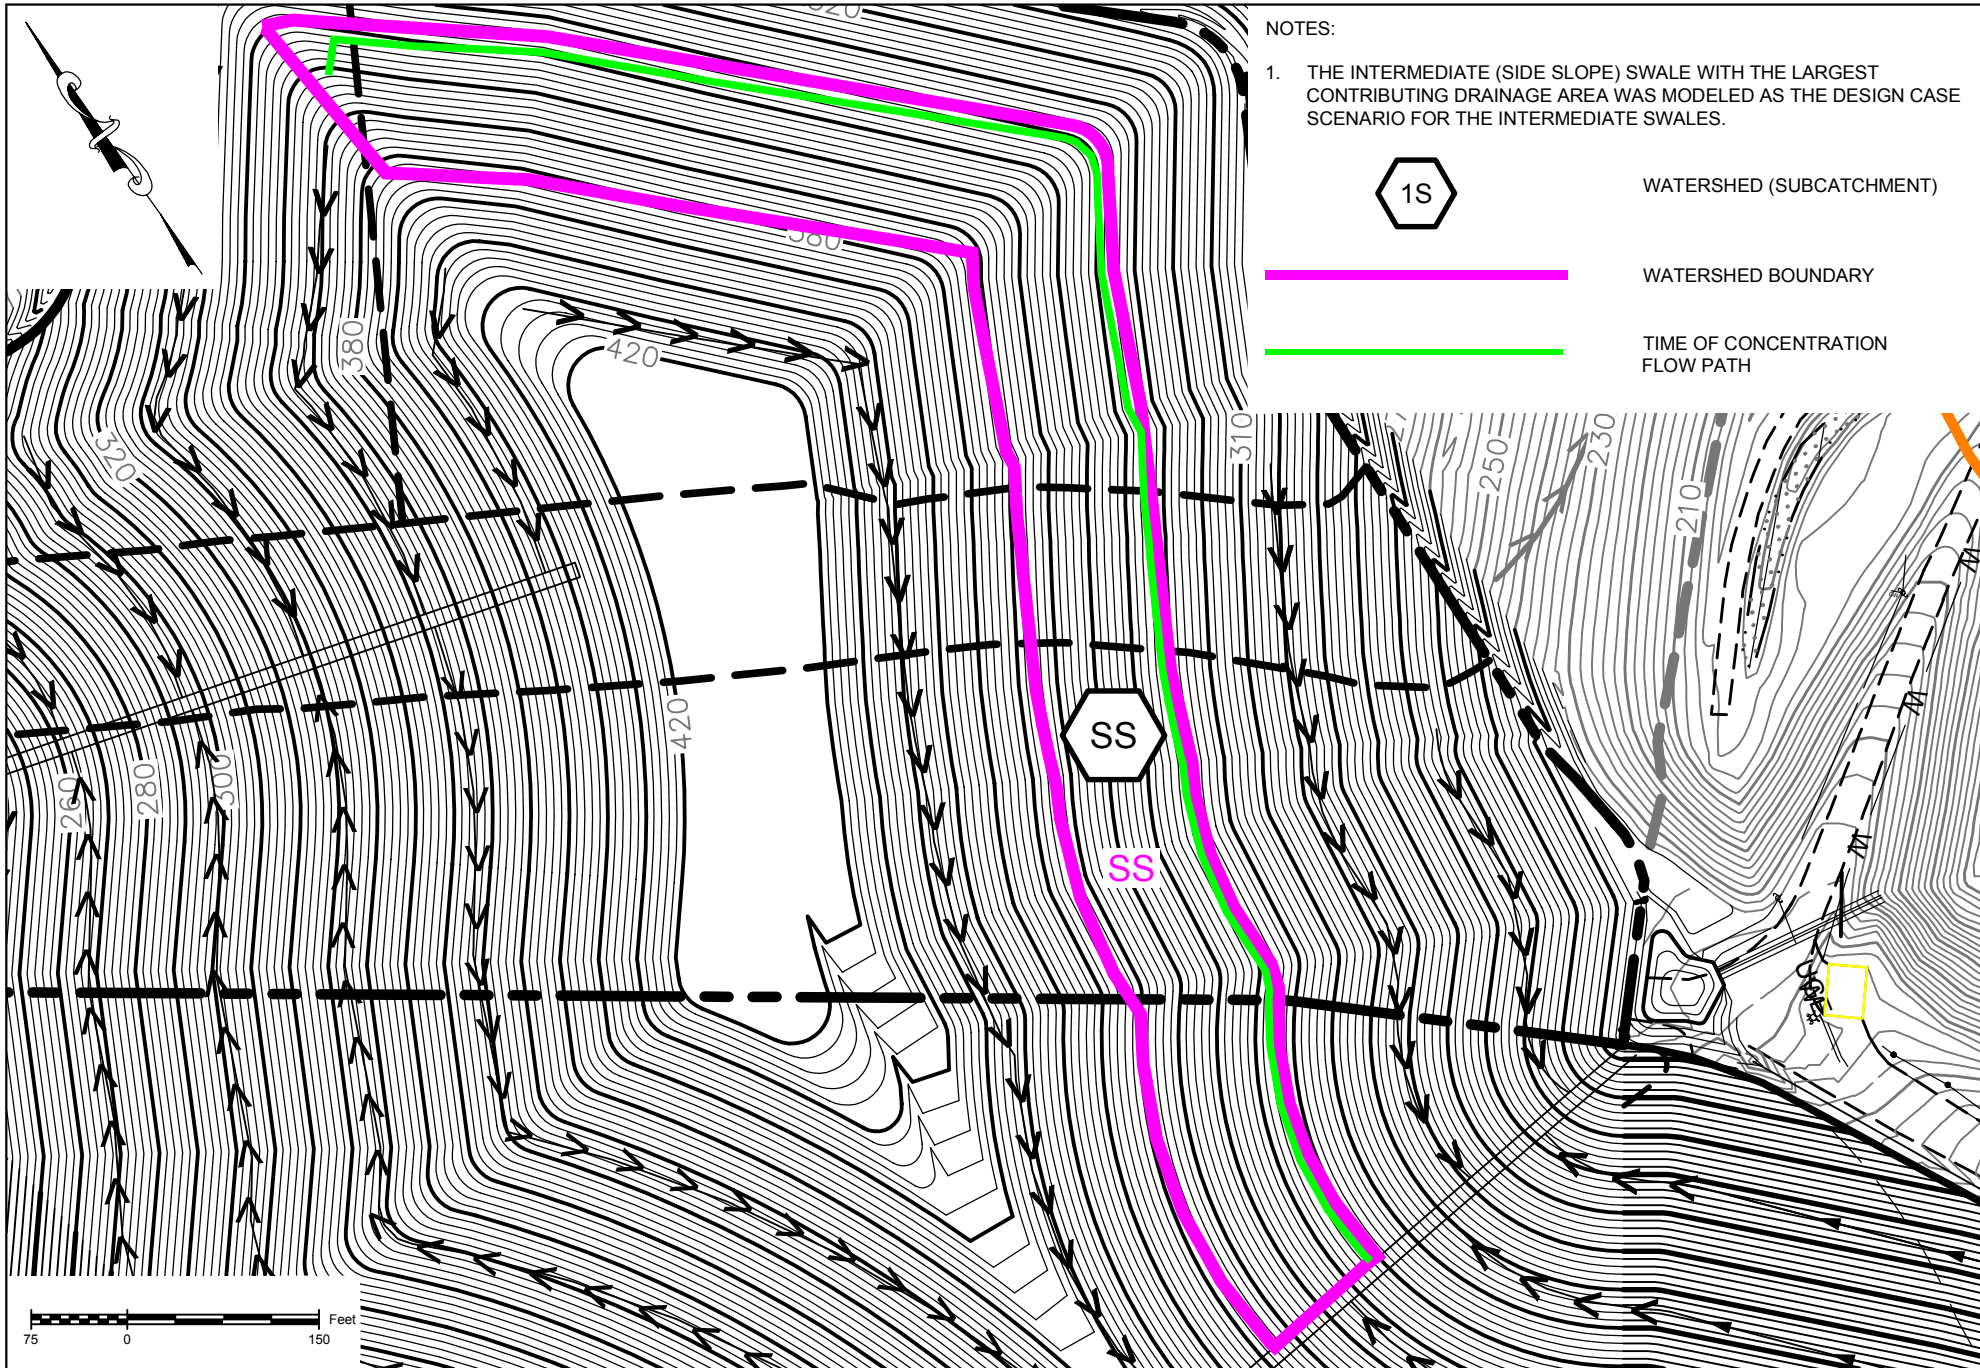 NOTES:
1. THE INTERMEDIATE (SIDE SLOPE) SWALE WITH THE LARGEST
CONTRIBUTING DRAINAGE AREA WAS MODELED AS THE DESIGN CASE
SCENARIO FOR THE INTERMEDIATE SWALES.
1S
WATERSHED (SUBCATCHMENT)
WATERSHED BOUNDARY
TIME OF CONCENTRATION
FLOW PATH
380
380
420
320
310
250
230
210
420
260
280
300
SS
SS
W
W
W
Feet
75 0 150